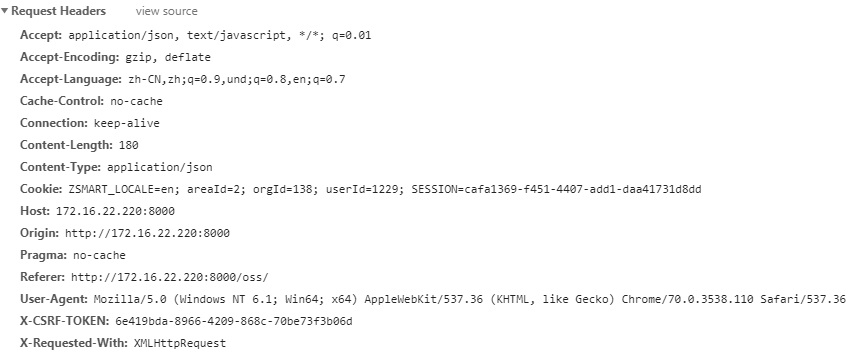 Request Headers view source
Accept: application/json, text/javascript, */*; q=0.01
Accept-Encoding: gzip, deflate
Accept-Language: zh-CN,zh;q=0.9,und;q=0.8,en;q=0.7
Cache-Control: no-cache
Connection: keep-alive
Content-Length: 180
Content-Type: application/json
Cookie: ZSMART_LOCALE=en; areaId=2; orgId=138; userId=1229; SESSION=cafa1369-f451-4407-add1-daa41731d8dd
Host: 172.16.22.220:8000
Origin: http://172.16.22.220:8000
Pragma: no-cache
Referer: http://172.16.22.220:8000/oss/
User-Agent: Mozilla/5.0 (Windows NT 6.1; Win64; x64) AppleWebKit/537.36 (KHTML, like Gecko) Chrome/70.0.3538.110 Safari/537.36
X-CSRF-TOKEN: 6e419bda-8966-4209-868c-70be73f3b06d
X-Requested-With: XMLHttpRequest